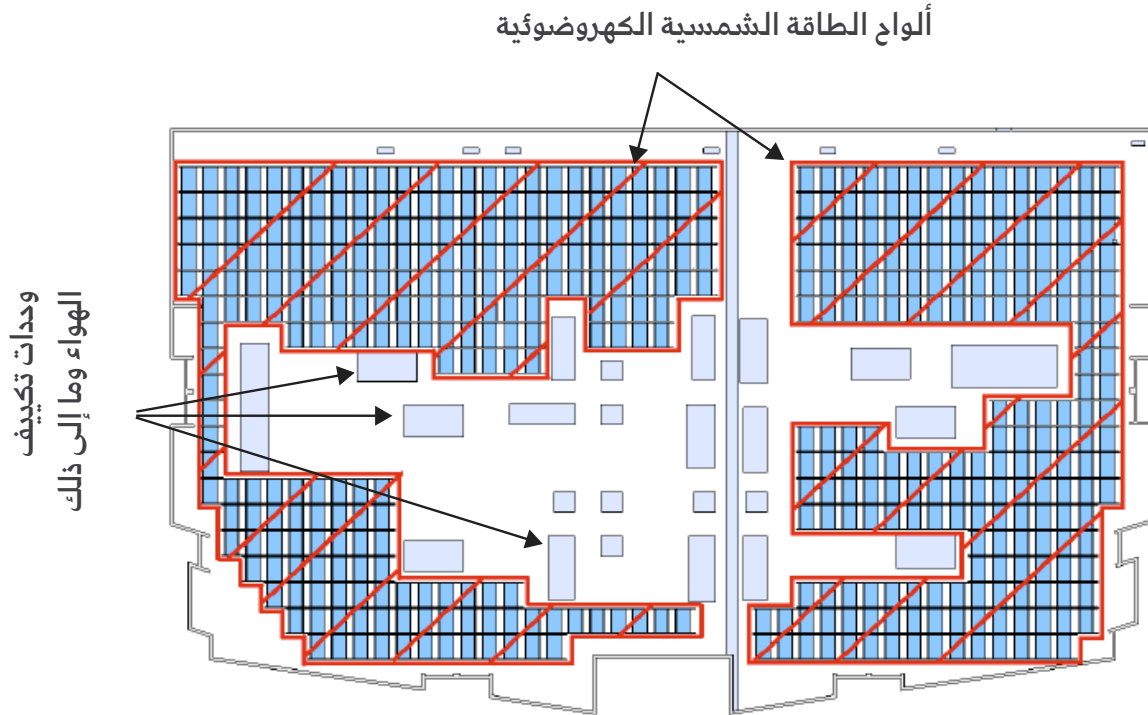 ألواح الطاقة الشمسية الكهروضوئية
وحدات تكييف
الهواء وما إلى ذلك